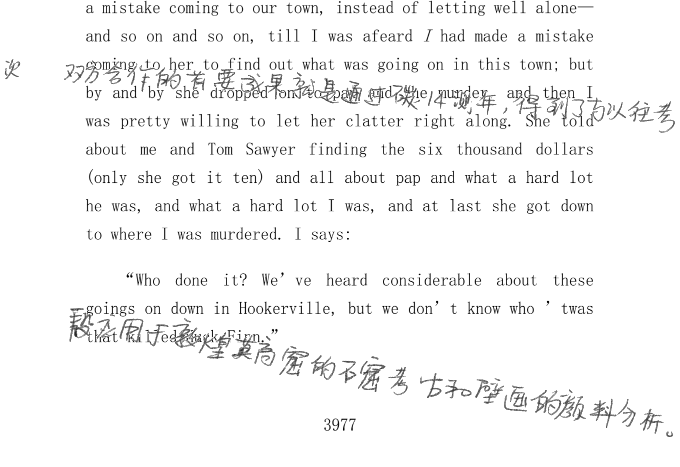 a mistake coming to our town, instead of letting well alone—
and so on and so on, till I was afeard I had made a mistake
coming to her to find out what was going on in this town; but
次 双方合作的首要成果就是通过碳14测年，得到了与以往考
by and by she dropped on to pap and the murder, and then I
was pretty willing to let her clatter right along. She told
about me and Tom Sawyer finding the six thousand dollars
(only she got it ten) and all about pap and what a hard lot
he was, and what a hard lot I was, and at last she got down
to where I was murdered. I says:
“Who done it? We’ve heard considerable about these
goings on down in Hookerville, but we don’t know who ’twas
that killed Huck Finn.”
般应用于敦煌莫高窟的石窟考古和壁画的颜料分析。
3977